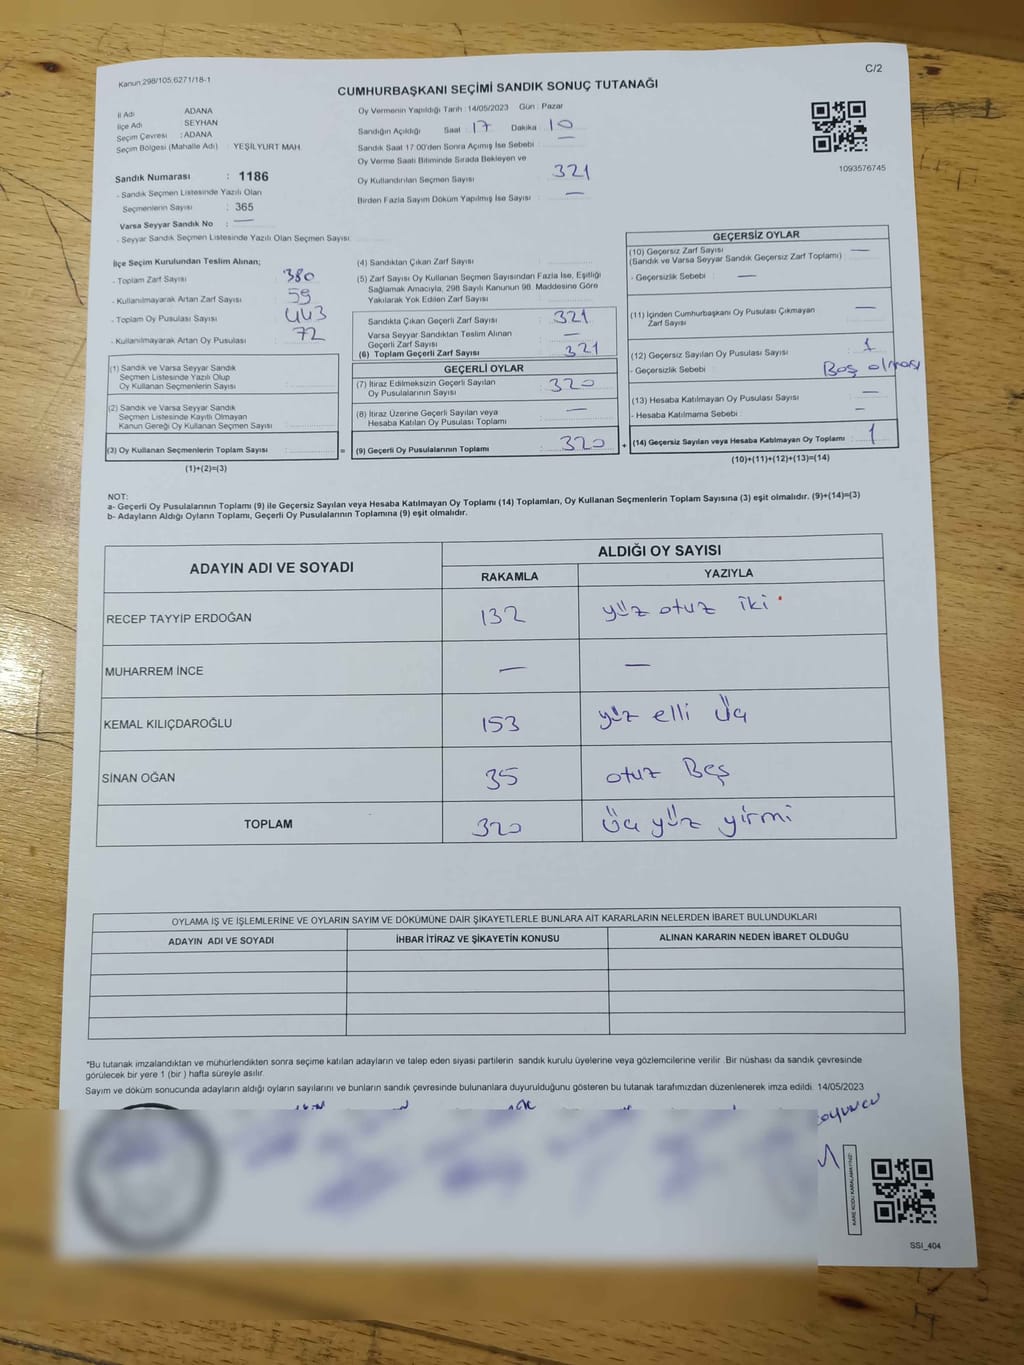 Kanun 298/105,6271/18-1
C/2
CUMHURBAŞKANI SEÇİMİ SANDIK SONUÇ TUTANAĞI
İl Adı ADANA
İlçe Adı SEYHAN
Seçim Çevresi : ADANA
Seçim Bölgesi (Mahalle Adı) : YEŞİLYURT MAH.
Sandık Numarası : 1186
- Sandık Seçmen Listesinde Yazılı Olan
Seçmenlerin Sayısı : 365
Varsa Seyyar Sandık No : —
- Seyyar Sandık Seçmen Listesinde Yazılı Olan Seçmen Sayısı:
Oy Vermenin Yapıldığı Tarih : 14/05/2023 Gün : Pazar
Sandığın Açıldığı Saat 17 Dakika 10
Sandık Saat 17:00'den Sonra Açımış İse Sebebi : —
Oy Verme Saati Bitiminde Sırada Bekleyen ve
Oy Kullandırılan Seçmen Sayısı 321
Birden Fazla Sayım Döküm Yapılmış İse Sayısı : —
1093576745
İlçe Seçim Kurulundan Teslim Alınan;
- Toplam Zarf Sayısı 380
- Kullanılmayarak Artan Zarf Sayısı 59
- Toplam Oy Pusulası Sayısı 443
- Kullanılmayarak Artan Oy Pusulası 72
(1) Sandık ve Varsa Seyyar Sandık
Seçmen Listesinde Yazılı Olup
Oy Kullanan Seçmenlerin Sayısı :
(2) Sandık ve Varsa Seyyar Sandık
Seçmen Listesinde Kayıtlı Olmayan
Kanun Gereği Oy Kullanan Seçmen Sayısı :
(3) Oy Kullanan Seçmenlerin Toplam Sayısı :
(1)+(2)=(3)
=
(4) Sandıktan Çıkan Zarf Sayısı :
(5) Zarf Sayısı Oy Kullanan Seçmen Sayısından Fazla İse, Eşitliği
Sağlamak Amacıyla, 298 Sayılı Kanunun 98. Maddesine Göre
Yakılarak Yok Edilen Zarf Sayısı :
Sandıkta Çıkan Geçerli Zarf Sayısı : 321
Varsa Seyyar Sandıktan Teslim Alınan
Geçerli Zarf Sayısı : —
(6) Toplam Geçerli Zarf Sayısı : 321
GEÇERLİ OYLAR
(7) İtiraz Edilmeksizin Geçerli Sayılan
Oy Pusulalarının Sayısı : 320
(8) İtiraz Üzerine Geçerli Sayılan veya
Hesaba Katılan Oy Pusulası Toplamı : —
(9) Geçerli Oy Pusulalarının Toplamı : 320
+
GEÇERSİZ OYLAR
(10) Geçersiz Zarf Sayısı —
(Sandık ve Varsa Seyyar Sandık Geçersiz Zarf Toplamı) :
- Geçersizlik Sebebi : —
(11) İçinden Cumhurbaşkanı Oy Pusulası Çıkmayan —
Zarf Sayısı :
(12) Geçersiz Sayılan Oy Pusulası Sayısı : 1
- Geçersizlik Sebebi : Boş olması
(13) Hesaba Katılmayan Oy Pusulası Sayısı : —
- Hesaba Katılmama Sebebi : —
(14) Geçersiz Sayılan veya Hesaba Katılmayan Oy Toplamı : 1
(10)+(11)+(12)+(13)=(14)
NOT:
a- Geçerli Oy Pusulalarının Toplamı (9) ile Geçersiz Sayılan veya Hesaba Katılmayan Oy Toplamı (14) Toplamları, Oy Kullanan Seçmenlerin Toplam Sayısına (3) eşit olmalıdır. (9)+(14)=(3)
b- Adayların Aldığı Oyların Toplamı, Geçerli Oy Pusulalarının Toplamına (9) eşit olmalıdır.
ADAYIN ADI VE SOYADI
ALDIĞI OY SAYISI
RAKAMLA YAZIYLA
RECEP TAYYİP ERDOĞAN 132 yüz otuz iki
MUHARREM İNCE — —
KEMAL KILIÇDAROĞLU 153 yüz elli üç
SİNAN OĞAN 35 otuz Beş
TOPLAM 320 üç yüz yirmi
OYLAMA İŞ VE İŞLEMLERİNE VE OYLARIN SAYIM VE DÖKÜMÜNE DAİR ŞİKAYETLERLE BUNLARA AİT KARARLARIN NELERDEN İBARET BULUNDUKLARI
ADAYIN ADI VE SOYADI İHBAR İTİRAZ VE ŞİKAYETİN KONUSU ALINAN KARARIN NEDEN İBARET OLDUĞU
*Bu tutanak imzalandıktan ve mühürlendikten sonra seçime katılan adayların ve talep eden siyasi partilerin sandık kurulu üyelerine veya gözlemcilerine verilir. Bir nüshası da sandık çevresinde
görülecek bir yere 1 (bir) hafta süreyle asılır.
Sayım ve döküm sonucunda adayların aldığı oyların sayılarını ve bunların sandık çevresinde bulunanlara duyurulduğunu gösteren bu tutanak tarafımızdan düzenlenerek imza edildi. 14/05/2023
SSI_404